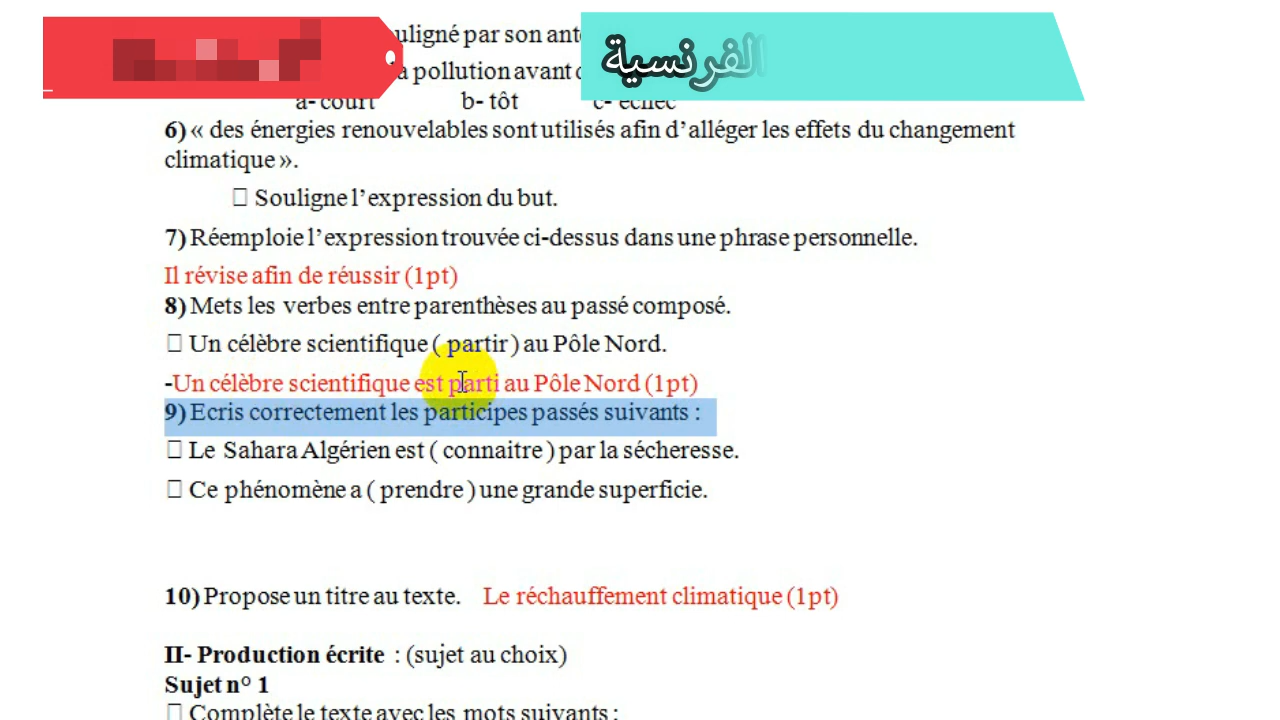 uligné par son
الفرنسية
la pollution avant
a- court b- tôt c- échec
6) « des énergies renouvelables sont utilisés afin d’alléger les effets du changement
climatique ».
□ Souligne l’expression du but.
7) Réemploie l’expression trouvée ci-dessus dans une phrase personnelle.
Il révise afin de réussir (1pt)
8) Mets les verbes entre parenthèses au passé composé.
□ Un célèbre scientifique ( partir ) au Pôle Nord.
-Un célèbre scientifique est parti au Pôle Nord (1pt)
9) Ecris correctement les participes passés suivants :
□ Le Sahara Algérien est ( connaitre ) par la sécheresse.
□ Ce phénomène a ( prendre ) une grande superficie.
10) Propose un titre au texte. Le réchauffement climatique (1pt)
II- Production écrite : (sujet au choix)
Sujet n° 1
□ Complète le texte avec les mots suivants :